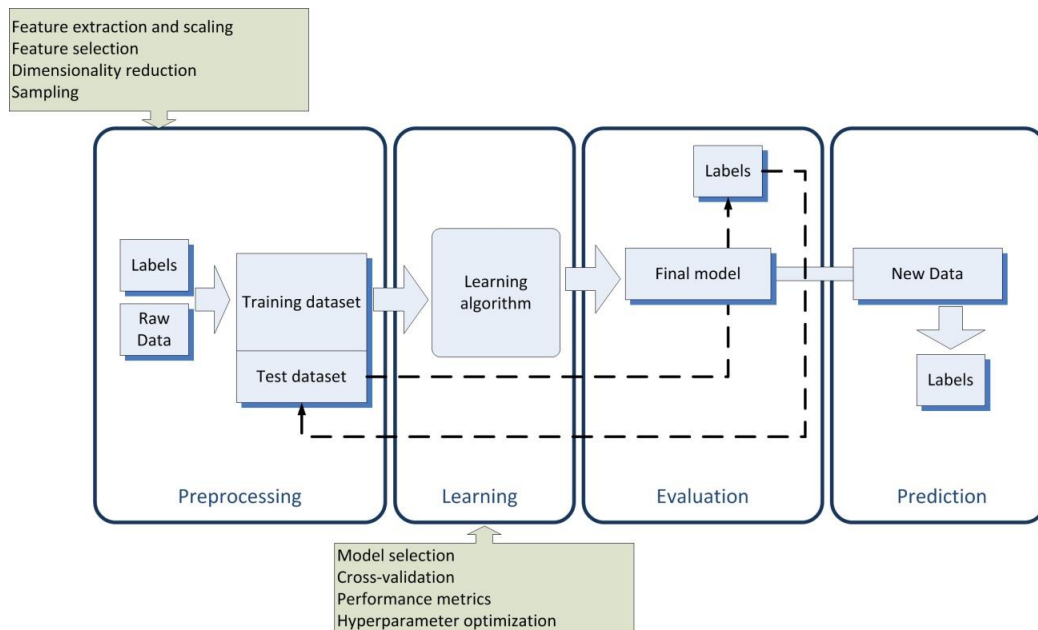 Feature extraction and scaling
Feature selection
Dimensionality reduction
Sampling
Labels
Raw
Data
Training dataset
Test dataset
Preprocessing
Learning
algorithm
Learning
Labels
Final model
Evaluation
New Data
Labels
Prediction
Model selection
Cross-validation
Performance metrics
Hyperparameter optimization